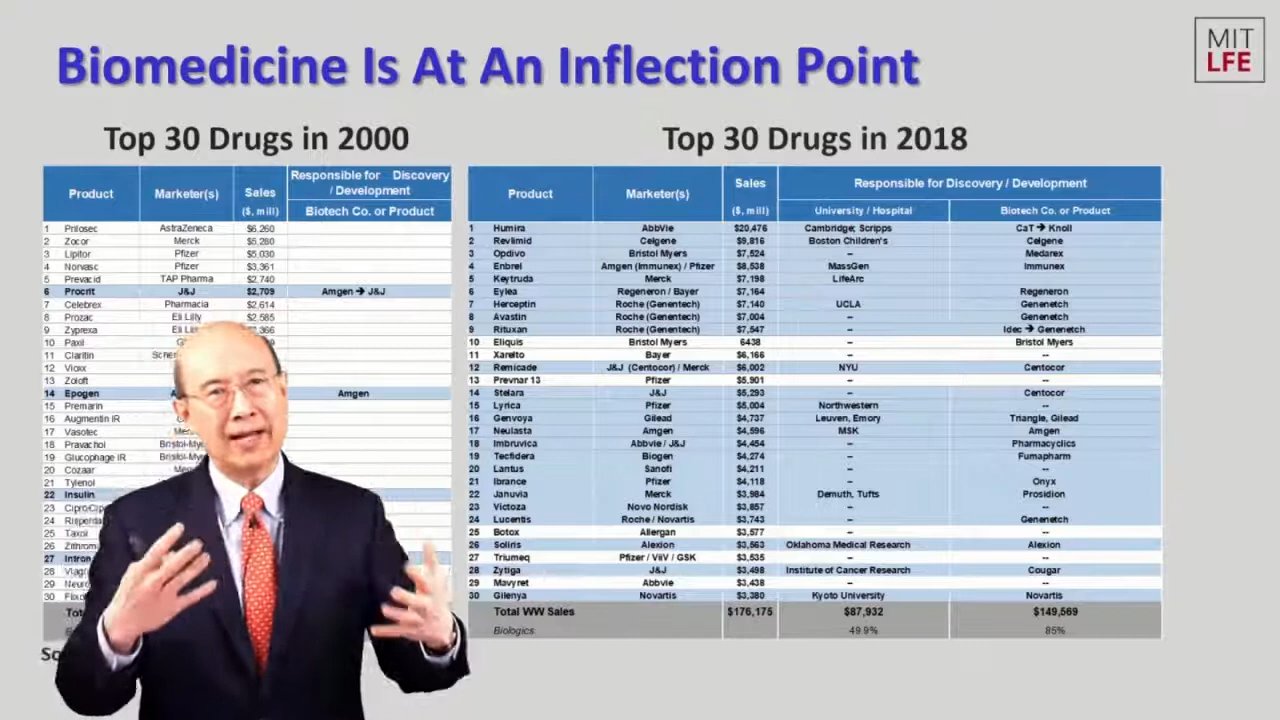 Biomedicine Is At An Inflection Point
MIT
LFE
Top 30 Drugs in 2000
Product Marketer(s) Sales ($, mill) Responsible for Discovery / Development
Biotech Co. or Product
1 Prilosec AstraZeneca $6,260
2 Zocor Merck $5,280
3 Lipitor Pfizer $5,030
4 Norvasc Pfizer $3,361
5 Prevacid TAP Pharma $2,740
6 Procrit J&J $2,709 Amgen → J&J
7 Celebrex Pharmacia $2,614
8 Prozac Eli Lilly $2,585
9 Zyprexa Eli
10 Paxil
11 Claritin
12 Vioxx
13 Zoloft
14 Epogen Amgen
15 Premarin
16 Augmentin IR
17 Vasotec
18 Pravachol
19 Glucophage IR
20 Cozaar
21 Tylenol
22 Insulin
23
24
25 Taxol
26
27 Intron
28
29
30
Top 30 Drugs in 2018
Product Marketer(s) Sales ($, mill) Responsible for Discovery / Development
University / Hospital Biotech Co. or Product
1 Humira AbbVie $20,476 Cambridge; Scripps CaT → Knoll
2 Revlimid Celgene $9,816 Boston Children's Celgene
3 Opdivo Bristol Myers $7,524 – Medarex
4 Enbrel Amgen (Immunex) / Pfizer $8,538 MassGen Immunex
5 Keytruda Merck $7,198 LifeArc
6 Eylea Regeneron / Bayer $7,164 Regeneron
7 Herceptin Roche (Genentech) $7,140 UCLA Genenetch
8 Avastin Roche (Genentech) $7,004 – Genenetch
9 Rituxan Roche (Genentech) $7,547 – Idec → Genenetch
10 Eliquis Bristol Myers 6438 – Bristol Myers
11 Xarelto Bayer $6,166 – --
12 Remicade J&J (Centocor) / Merck $6,002 NYU Centocor
13 Prevnar 13 Pfizer $5,901 – --
14 Stelara J&J $5,293 – Centocor
15 Lyrica Pfizer $5,004 Northwestern --
16 Genvoya Gilead $4,737 Leuven, Emory Triangle, Gilead
17 Neulasta Amgen $4,596 MSK Amgen
18 Imbruvica Abbvie / J&J $4,454 – Pharmacyclics
19 Tecfidera Biogen $4,274 – Fumapharm
20 Lantus Sanofi $4,211 – --
21 Ibrance Pfizer $4,118 – Onyx
22 Januvia Merck $3,984 Demuth, Tufts Prosidion
23 Victoza Novo Nordisk $3,857 – --
24 Lucentis Roche / Novartis $3,743 – Genenetch
25 Botox Allergan $3,577 – --
26 Soliris Alexion $3,563 Oklahoma Medical Research Alexion
27 Triumeq Pfizer / ViiV / GSK $3,535 – --
28 Zytiga J&J $3,498 Institute of Cancer Research Cougar
29 Mavyret Abbvie $3,438 – --
30 Gilenya Novartis $3,380 Kyoto University Novartis
Total WW Sales $176,175 $87,932 $149,569
Biologics 49.9% 85%